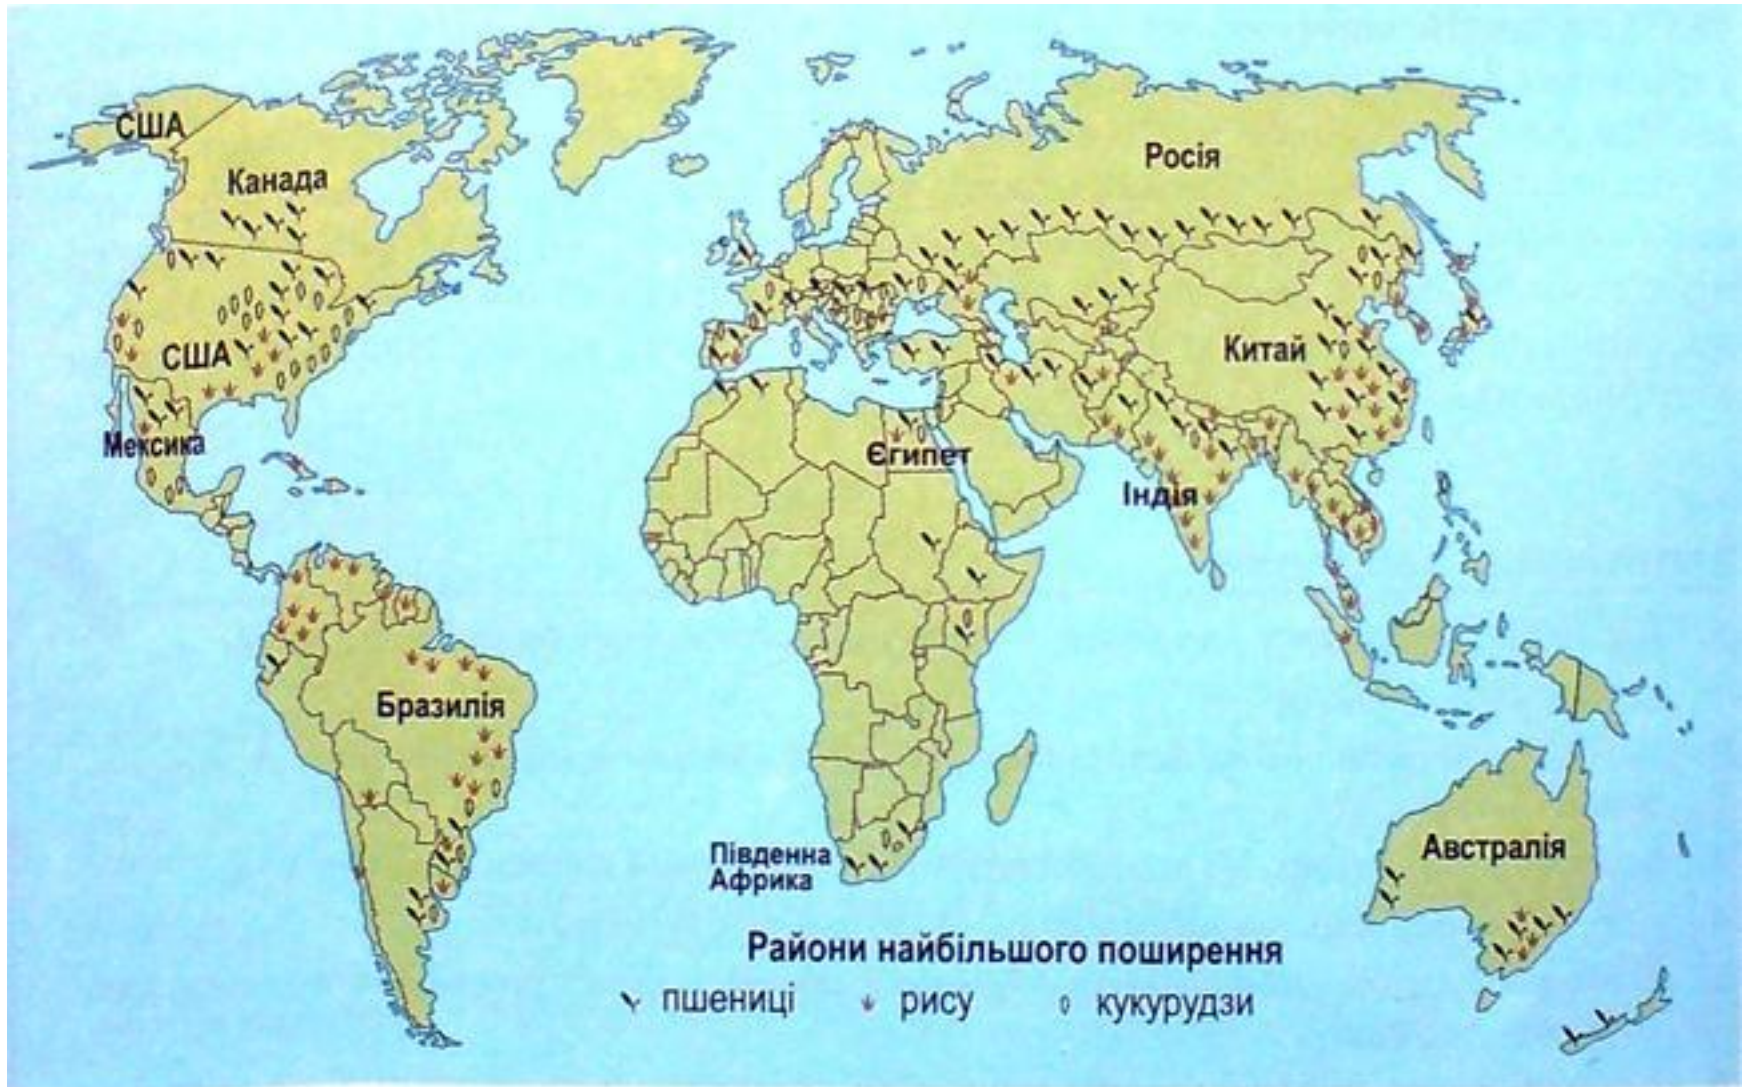 США
Канада
Росія
США
Китай
Мексика
Єгипет
Індія
Бразилія
Південна
Африка
Австралія
Райони найбільшого поширення
пшениці рису кукурудзи